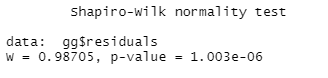 Shapiro-Wilk normality test
data:  gg$residuals
W = 0.98705, p-value = 1.003e-06